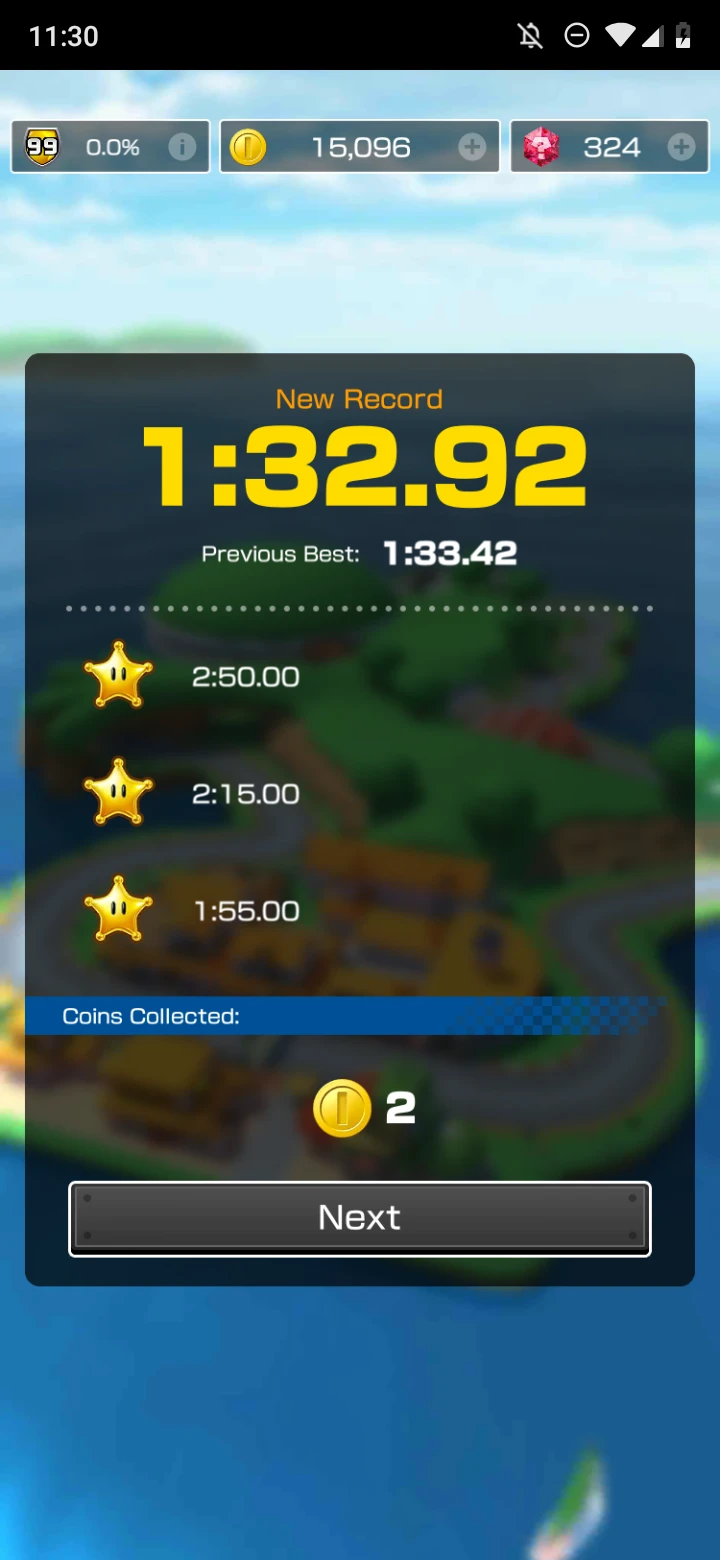 11:30
99 0.0% i 15,096 + 324 +
New Record
1:32.92
Previous Best: 1:33.42
2:50.00
2:15.00
1:55.00
Coins Collected:
2
Next